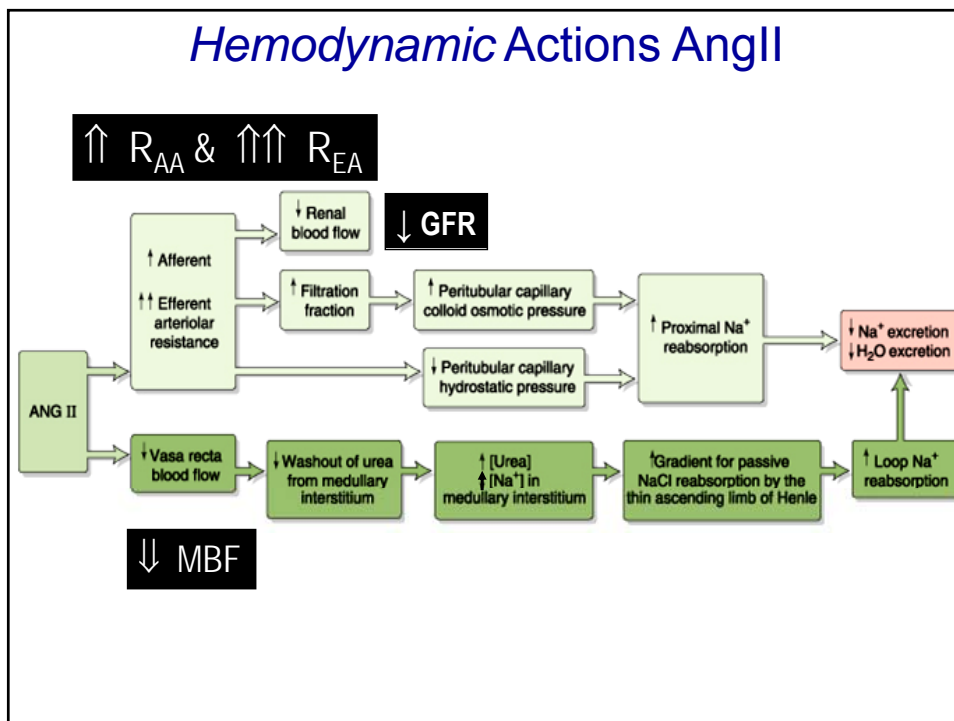 Hemodynamic Actions AngII
⇑ R_AA & ⇑⇑ R_EA
↓ Renal
blood flow
↓ GFR
↑ Afferent
↑↑ Efferent
arteriolar
resistance
↑ Filtration
fraction
↑ Peritubular capillary
colloid osmotic pressure
↓ Peritubular capillary
hydrostatic pressure
↑ Proximal Na⁺
reabsorption
↓ Na⁺ excretion
↓ H₂O excretion
ANG II
↓ Vasa recta
blood flow
↓ Washout of urea
from medullary
interstitium
↑ [Urea]
↑ [Na⁺] in
medullary interstitium
↑ Gradient for passive
NaCl reabsorption by the
thin ascending limb of Henle
↑ Loop Na⁺
reabsorption
⇓ MBF